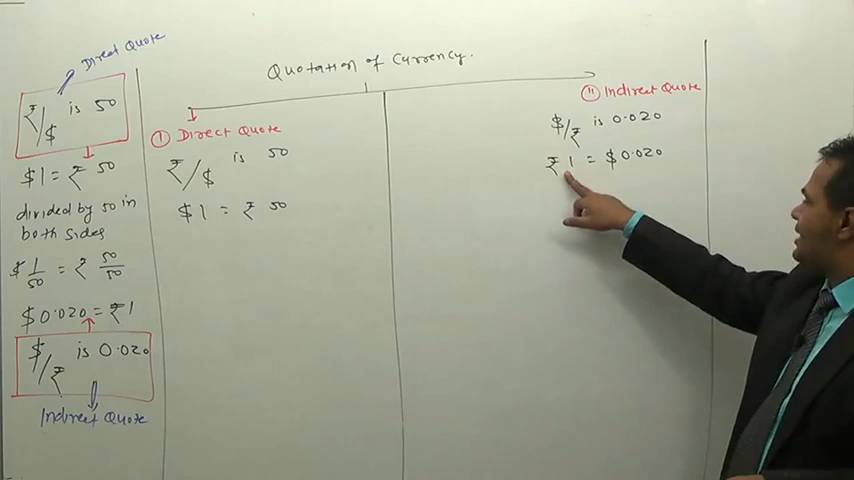 Direct Quote
₹/$ is 50
$1 = ₹ 50
divided by 50 in
both sides
$ 1/50 = ₹ 50/50
$0.020 = ₹1
$/₹ is 0.020
Indirect Quote
Quotation of Currency.
I Direct Quote
₹/$ is 50
$1 = ₹ 50
II Indirect Quote
$/₹ is 0.020
₹ 1 = $0.020